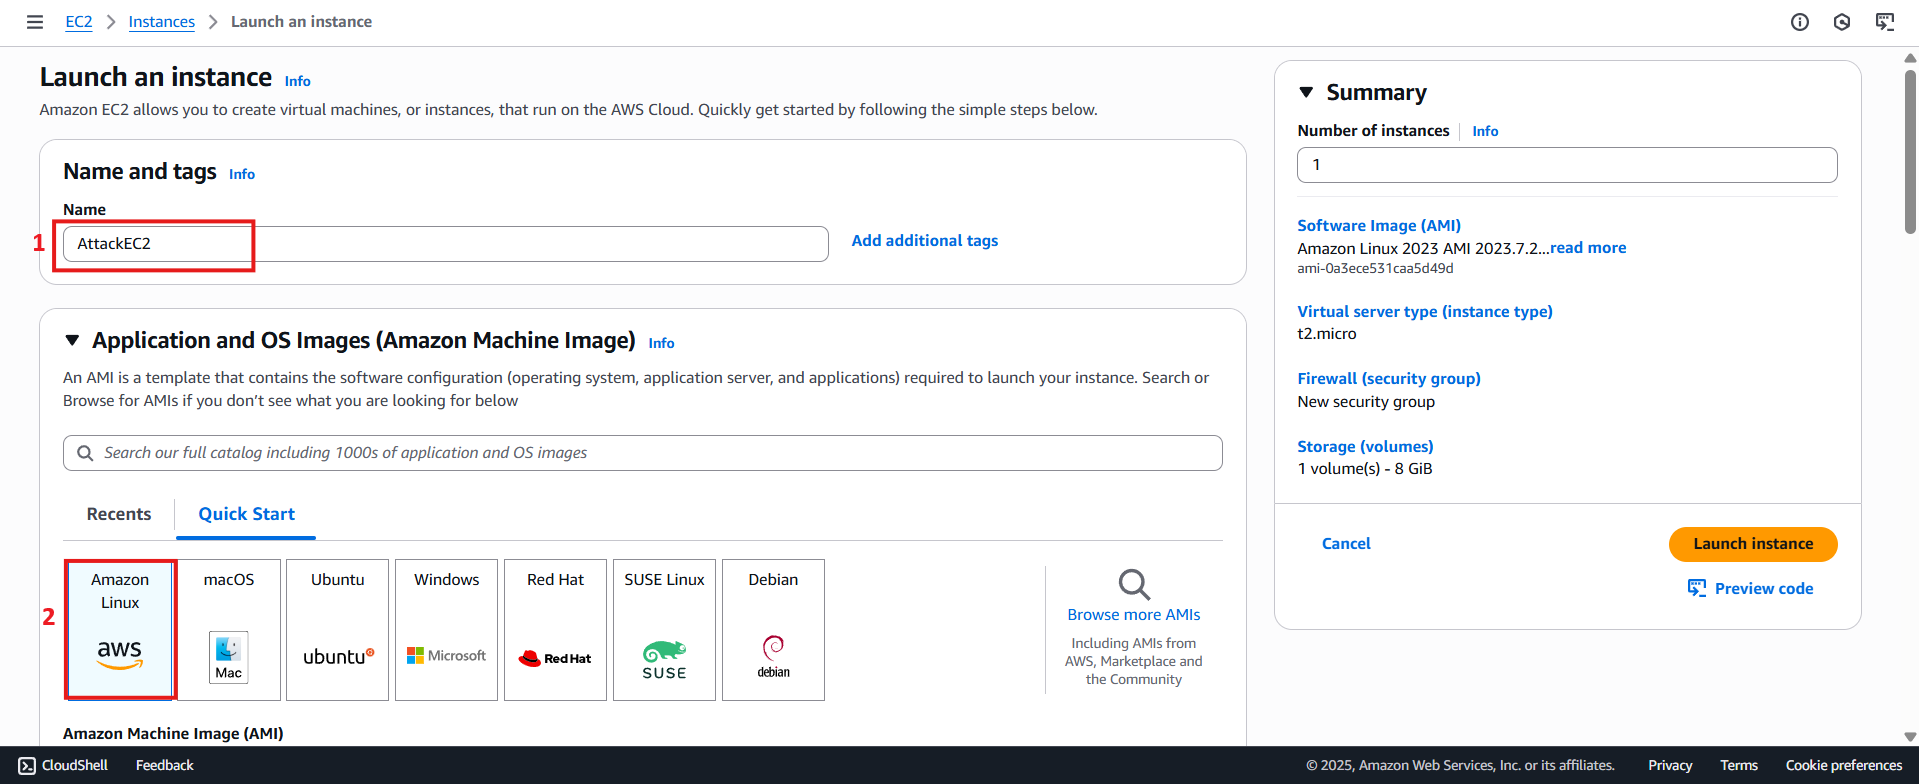 EC2 > Instances > Launch an instance
Launch an instance Info
Amazon EC2 allows you to create virtual machines, or instances, that run on the AWS Cloud. Quickly get started by following the simple steps below.
Name and tags Info
Name
1
AttackEC2
Add additional tags
Application and OS Images (Amazon Machine Image) Info
An AMI is a template that contains the software configuration (operating system, application server, and applications) required to launch your instance. Search or
Browse for AMIs if you don’t see what you are looking for below
Search our full catalog including 1000s of application and OS images
Recents
Quick Start
2
Amazon
Linux
aws
macOS
Mac
Ubuntu
ubuntu
Windows
Microsoft
Red Hat
RedHat
SUSE Linux
SUSE
Debian
debian
Browse more AMIs
Including AMIs from
AWS, Marketplace and
the Community
Amazon Machine Image (AMI)
Summary
Number of instances Info
1
Software Image (AMI)
Amazon Linux 2023 AMI 2023.7.2...read more
ami-0a3ece531caa5d49d
Virtual server type (instance type)
t2.micro
Firewall (security group)
New security group
Storage (volumes)
1 volume(s) - 8 GiB
Cancel
Launch instance
Preview code
CloudShell
Feedback
© 2025, Amazon Web Services, Inc. or its affiliates.
Privacy
Terms
Cookie preferences